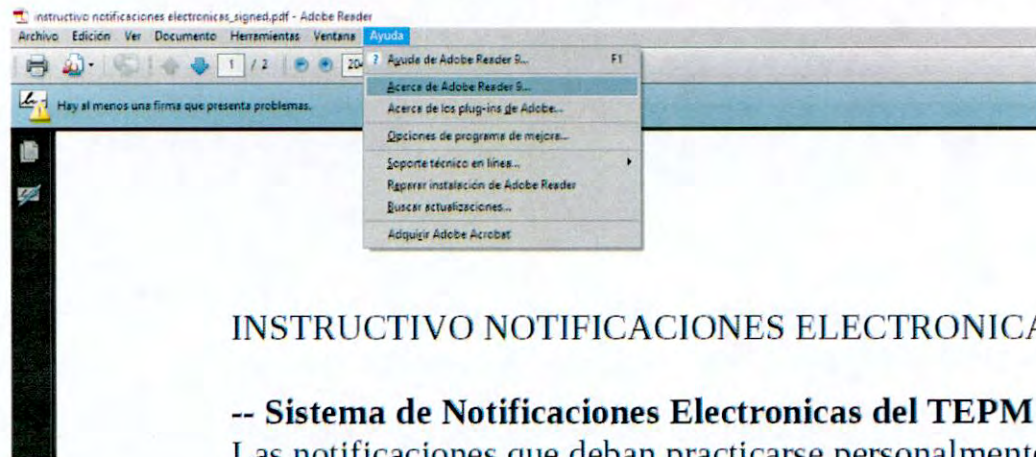 instructivo notificaciones electronicas_signed.pdf - Adobe Reader
Archivo Edición Ver Documento Herramientas Ventana Ayuda
1 / 2 204
Hay al menos una firma que presenta problemas.
? Ayuda de Adobe Reader 9... F1
Acerca de Adobe Reader 9...
Acerca de los plug-ins de Adobe...
Opciones de programa de mejora...
Soporte técnico en línea...
Reparar instalación de Adobe Reader
Buscar actualizaciones...
Adquirir Adobe Acrobat
INSTRUCTIVO NOTIFICACIONES ELECTRONICA
-- Sistema de Notificaciones Electronicas del TEPM
Las notificaciones que deban practicarse personalment